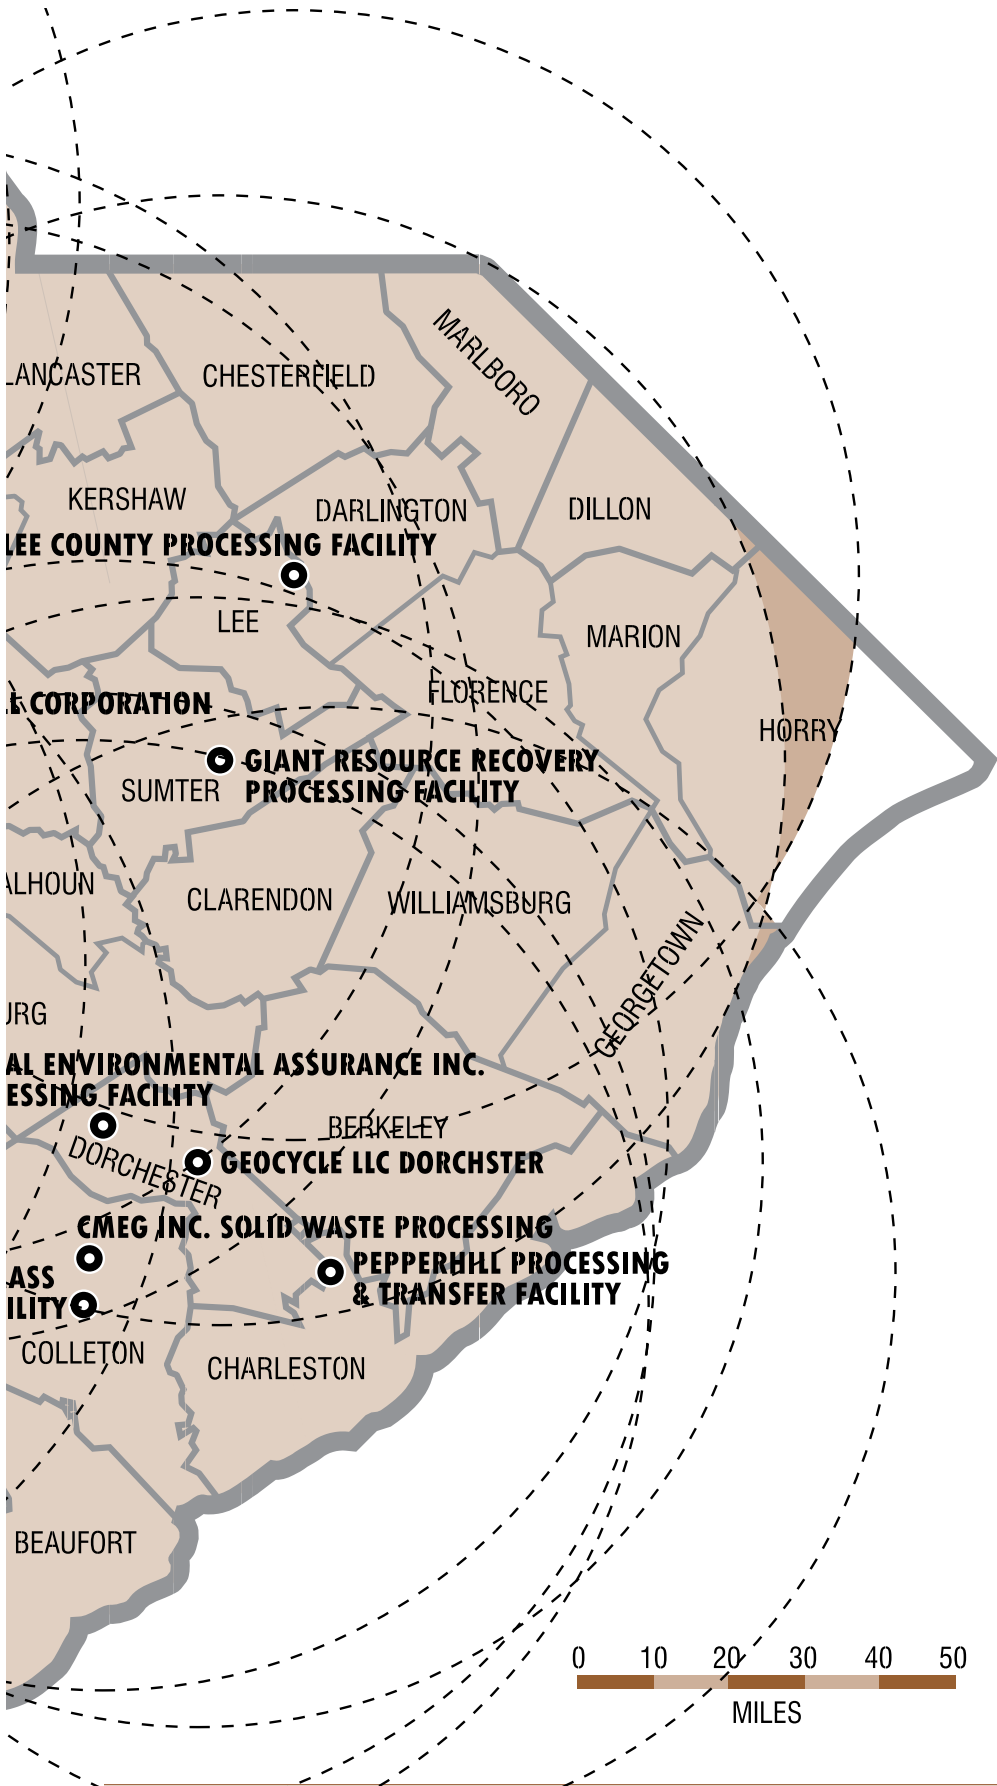 MARLBORO
LANCASTER
CHESTERFIELD
KERSHAW
DARLINGTON
DILLON
LEE COUNTY PROCESSING FACILITY
LEE
MARION
FLORENCE
L CORPORATION
HORRY
GIANT RESOURCE RECOVERY
PROCESSING FACILITY
SUMTER
ALHOUN
CLARENDON
WILLIAMSBURG
GEORGETOWN
URG
AL ENVIRONMENTAL ASSURANCE INC.
ESSING FACILITY
BERKELEY
DORCHESTER
GEOCYCLE LLC DORCHSTER
CMEG INC. SOLID WASTE PROCESSING
PEPPERHILL PROCESSING
& TRANSFER FACILITY
ASS
ILITY
COLLETON
CHARLESTON
BEAUFORT
0 10 20 30 40 50
MILES